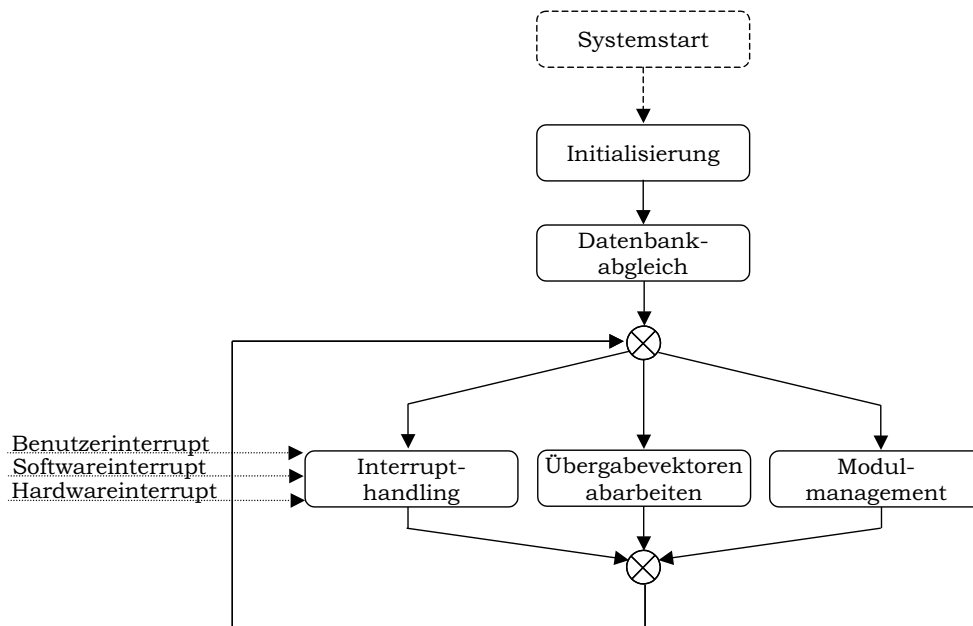 Systemstart
Initialisierung
Datenbank-
abgleich
Benutzerinterrupt
Softwareinterrupt
Hardwareinterrupt
Interrupt-
handling
Übergabevektoren
abarbeiten
Modul-
management